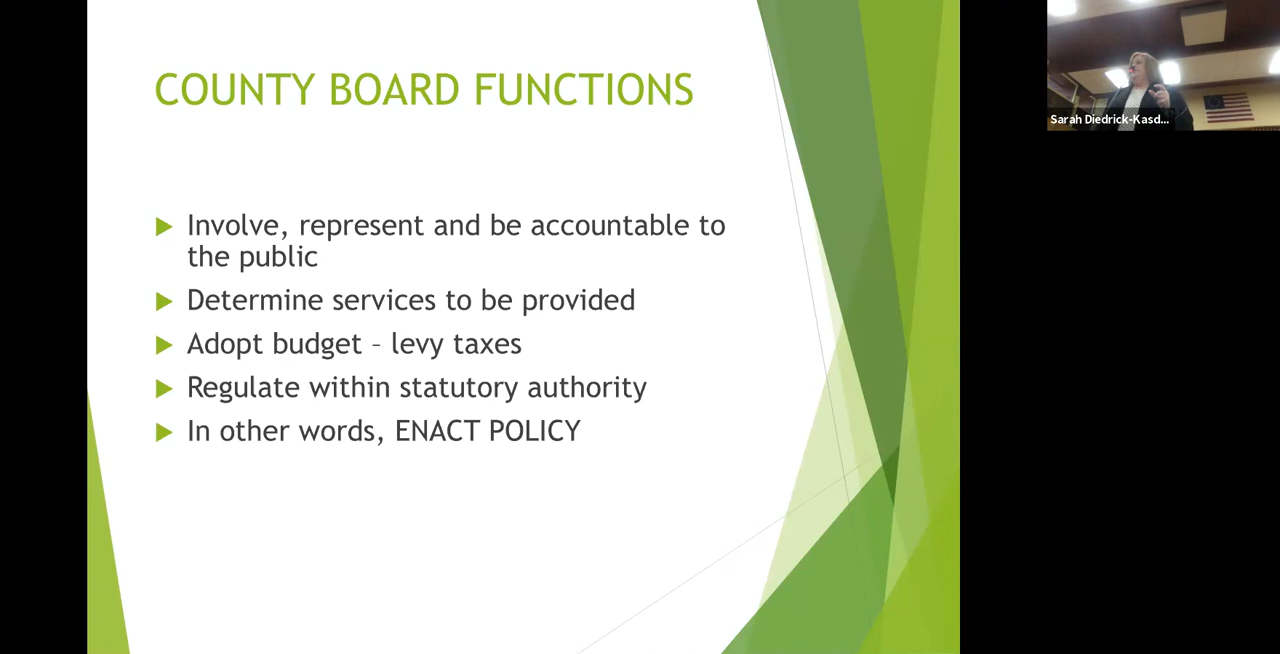 COUNTY BOARD FUNCTIONS
Involve, represent and be accountable to
the public
Determine services to be provided
Adopt budget – levy taxes
Regulate within statutory authority
In other words, ENACT POLICY
Sarah Diedrick-Kasd...